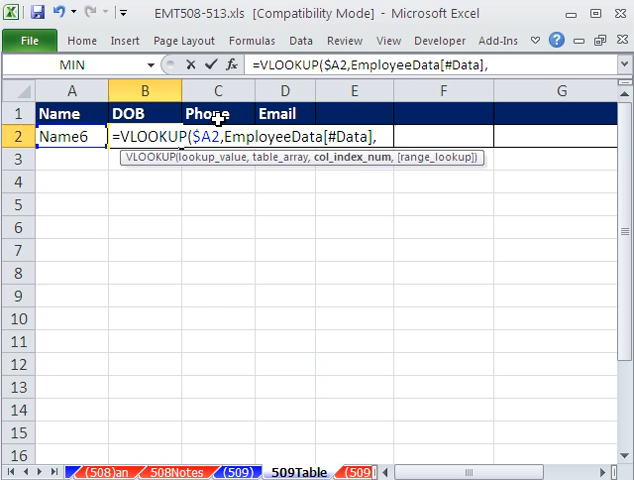 EMT508-513.xls [Compatibility Mode] - Microsoft Excel
File Home Insert Page Layout Formulas Data Review View Developer Add-Ins
MIN fx =VLOOKUP($A2,EmployeeData[#Data],
A B C D E F G
1 Name DOB Phone Email
2 Name6 =VLOOKUP($A2,EmployeeData[#Data],
VLOOKUP(lookup_value, table_array, col_index_num, [range_lookup])
3
4
5
6
7
8
9
10
11
12
13
14
15
16
(508)an 508Notes (509) 509Table (509